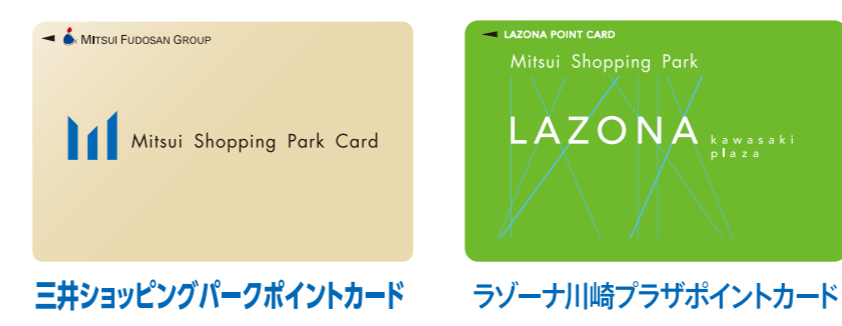 MITSUI FUDOSAN GROUP
Mitsui Shopping Park Card
三井ショッピングパークポイントカード
LAZONA POINT CARD
Mitsui Shopping Park
LAZONA
kawasaki
plaza
ラゾーナ川崎プラザポイントカード